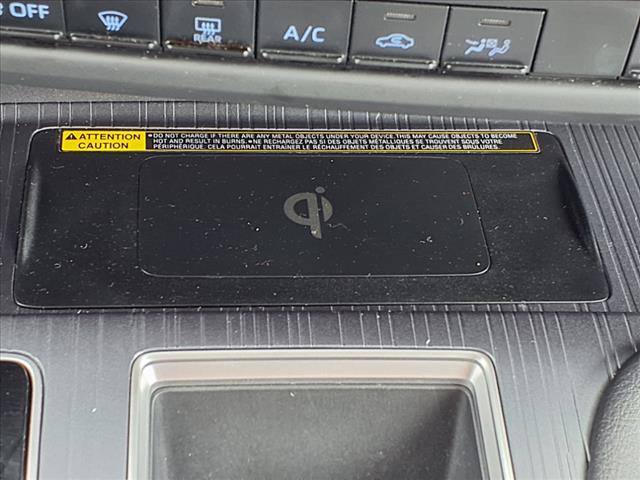 OFF
REAR
A/C
ATTENTION
CAUTION
•DO NOT CHARGE IF THERE ARE ANY METAL OBJECTS UNDER YOUR DEVICE.THIS MAY CAUSE OBJECTS TO BECOME
HOT AND RESULT IN BURNS.•NE RECHARGEZ PAS SI DES OBJETS MÉTALLIQUES SE TROUVENT SOUS VOTRE
PÉRIPHÉRIQUE. CELA POURRAIT ENTRAÎNER LE RÉCHAUFFEMENT DES OBJETS ET CAUSER DES BRÛLURES.
qi